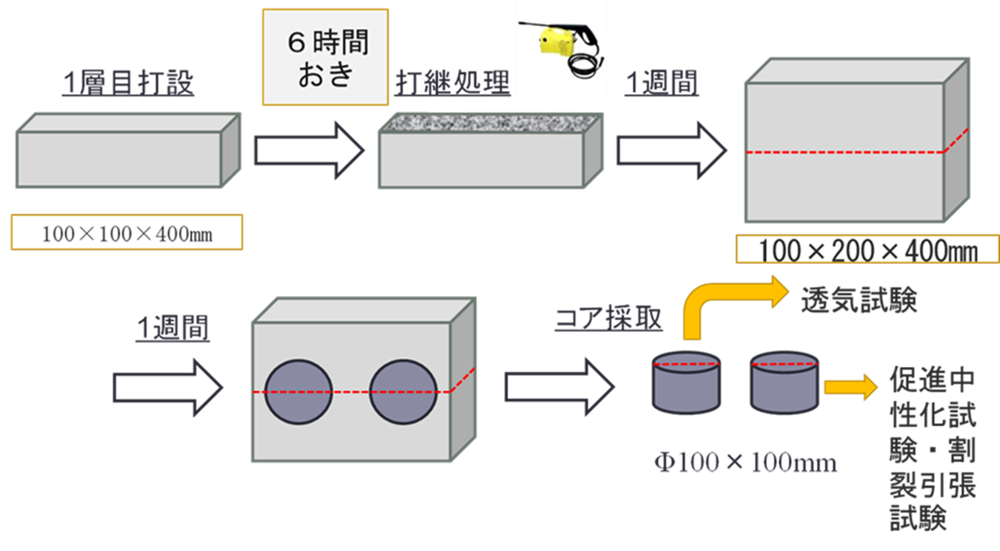 1層目打設
６時間
おき
打継処理
1週間
100×100×400mm
100×200×400mm
1週間
コア採取
透気試験
Φ100×100mm
促進中
性化試
験・割
裂引張
試験